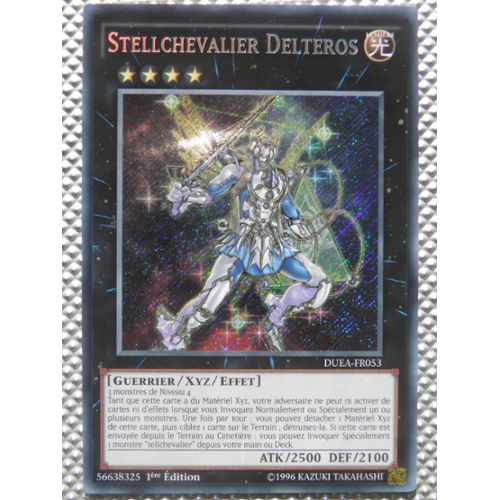 STELLCHEVALIER DELTEROS
LUMIÈRE
光
DUEA-FR053
[GUERRIER/XYZ/EFFET]
3 monstres de Niveau 4
Tant que cette carte a du Matériel Xyz, votre adversaire ne peut ni activer de
cartes ni d'effets lorsque vous Invoquez Normalement ou Spécialement un ou
plusieurs monstres. Une fois par tour : vous pouvez détacher 1 Matériel Xyz
de cette carte, puis ciblez 1 carte sur le Terrain ; détruisez-la. Si cette carte est
envoyée depuis le Terrain au Cimetière : vous pouvez Invoquer Spécialement
1 monstre "tellchevalier" depuis votre main ou Deck.
ATK/2500 DEF/2100
56638325 1ère Édition ©1996 KAZUKI TAKAHASHI